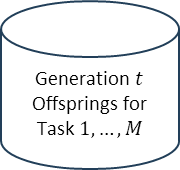 Generation t
Offsprings for
Task 1, ... , M